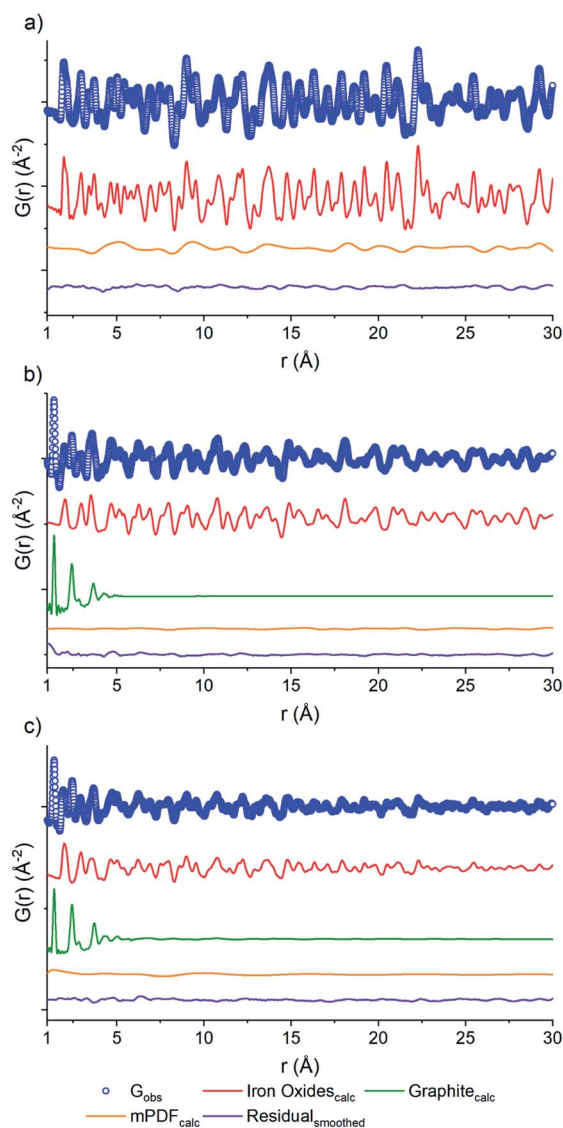 a)
G(r) (Å⁻²)
1 5 10 15 20 25 30
r (Å)
b)
G(r) (Å⁻²)
1 5 10 15 20 25 30
r (Å)
c)
G(r) (Å⁻²)
1 5 10 15 20 25 30
r (Å)
G_obs Iron Oxides_calc Graphite_calc
mPDF_calc Residual_smoothed